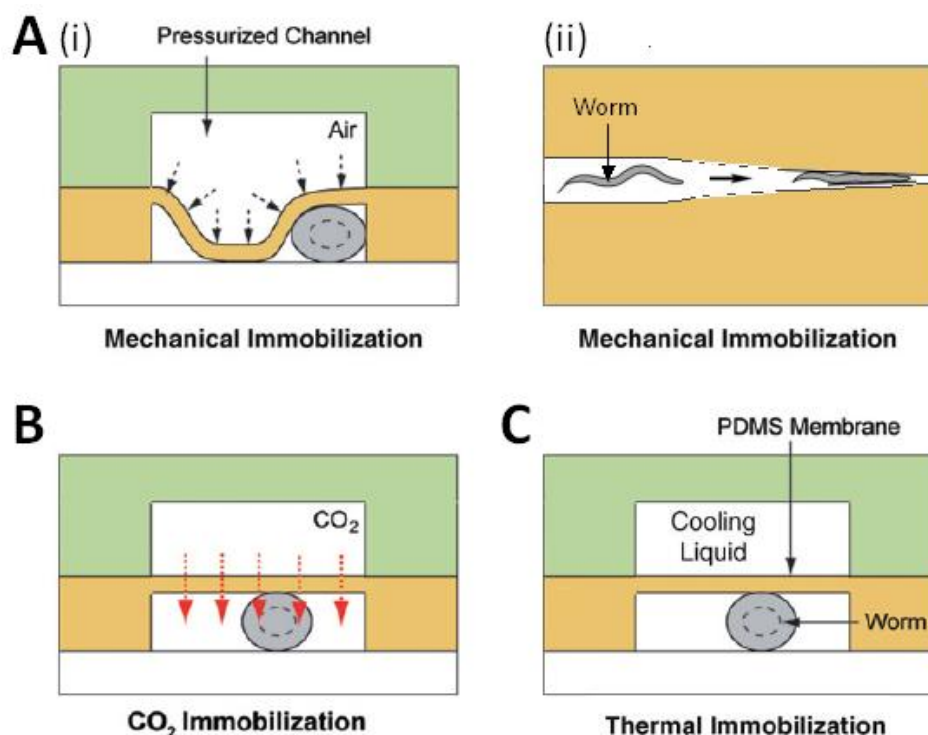 A (i)
Pressurized Channel
Air
Mechanical Immobilization
(ii)
Worm
Mechanical Immobilization
B
CO₂
CO₂ Immobilization
C
PDMS Membrane
Cooling
Liquid
Worm
Thermal Immobilization